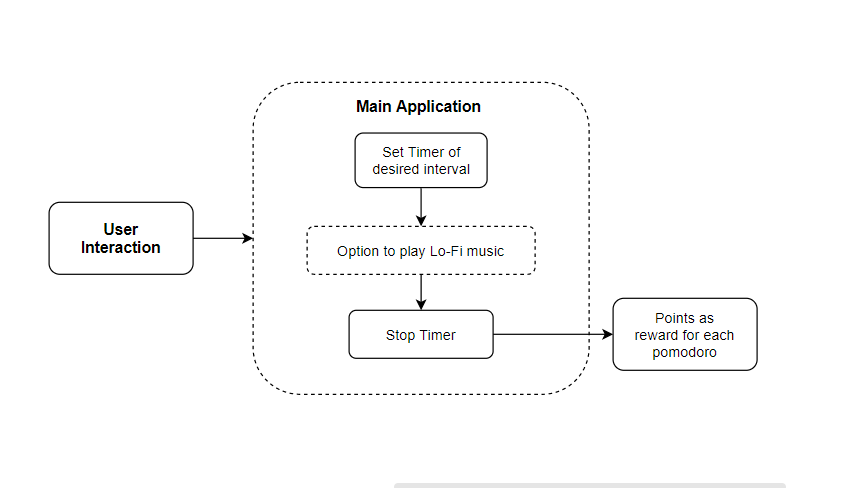 Main Application
Set Timer of
desired interval
User
Interaction
Option to play Lo-Fi music
Stop Timer
Points as
reward for each
pomodoro